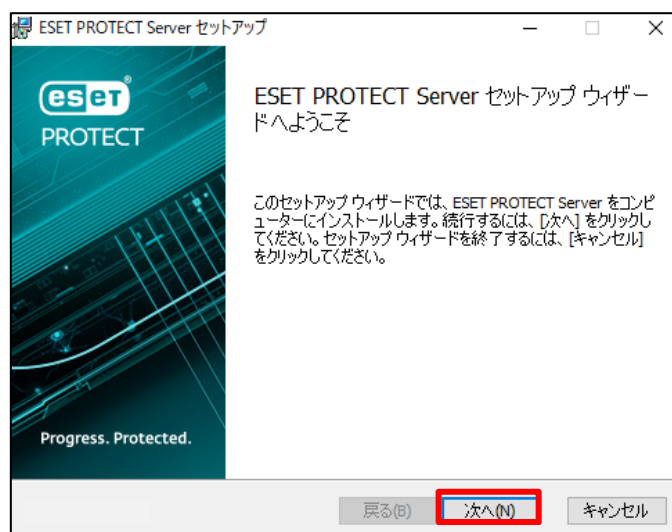 ESET PROTECT Server セットアップ
eset
PROTECT
ESET PROTECT Server セットアップ ウィザー
ドへようこそ
このセットアップ ウィザードでは、ESET PROTECT Server をコンピ
ューターにインストールします。続行するには、[次へ] をクリックし
てください。セットアップ ウィザードを終了するには、[キャンセル]
をクリックしてください。
Progress. Protected.
戻る(B)
次へ(N)
キャンセル